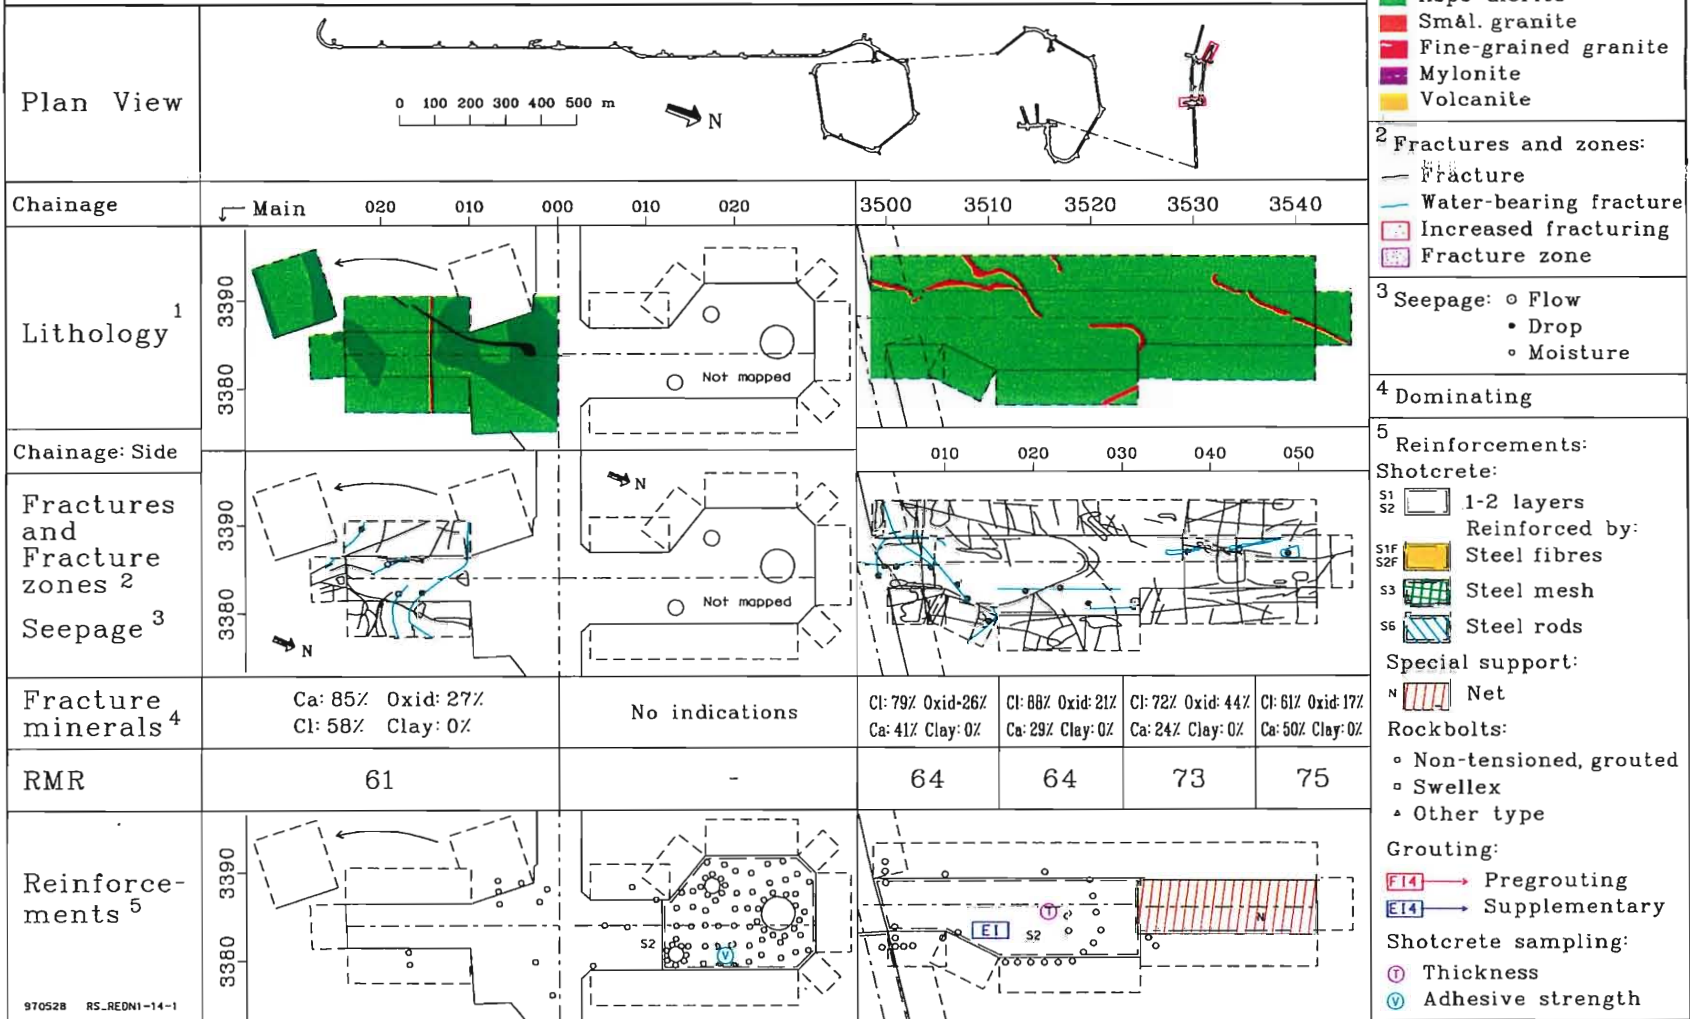 Plan View
0 100 200 300 400 500 m
N
Smål. granite
Fine-grained granite
Mylonite
Volcanite
2 Fractures and zones:
Fracture
Water-bearing fracture
Increased fracturing
Fracture zone
3 Seepage: Flow
Drop
Moisture
4 Dominating
5 Reinforcements:
Shotcrete:
S1 S2 1-2 layers
Reinforced by:
S1F S2F Steel fibres
S3 Steel mesh
S6 Steel rods
Special support:
N Net
Rockbolts:
Non-tensioned, grouted
Swellex
Other type
Grouting:
F14 Pregrouting
E14 Supplementary
Shotcrete sampling:
T Thickness
V Adhesive strength
Chainage
Main 020 010 000 010 020 3500 3510 3520 3530 3540
Lithology 1
3390
3380
Not mapped
Chainage: Side
010 020 030 040 050
Fractures
and
Fracture
zones 2
Seepage 3
3390
3380
N
N
Not mapped
Fracture
minerals 4
Ca: 85% Oxid: 27%
Cl: 58% Clay: 0%
No indications
Cl: 79% Oxid=26%
Ca: 41% Clay: 0%
Cl: 88% Oxid: 21%
Ca: 29% Clay: 0%
Cl: 72% Oxid: 44%
Ca: 24% Clay: 0%
Cl: 61% Oxid: 17%
Ca: 50% Clay: 0%
RMR
61 - 64 64 73 75
Reinforce-
ments 5
3390
3380
S2
V
E1
T
S2
N
970528 RS_REDN1-14-1